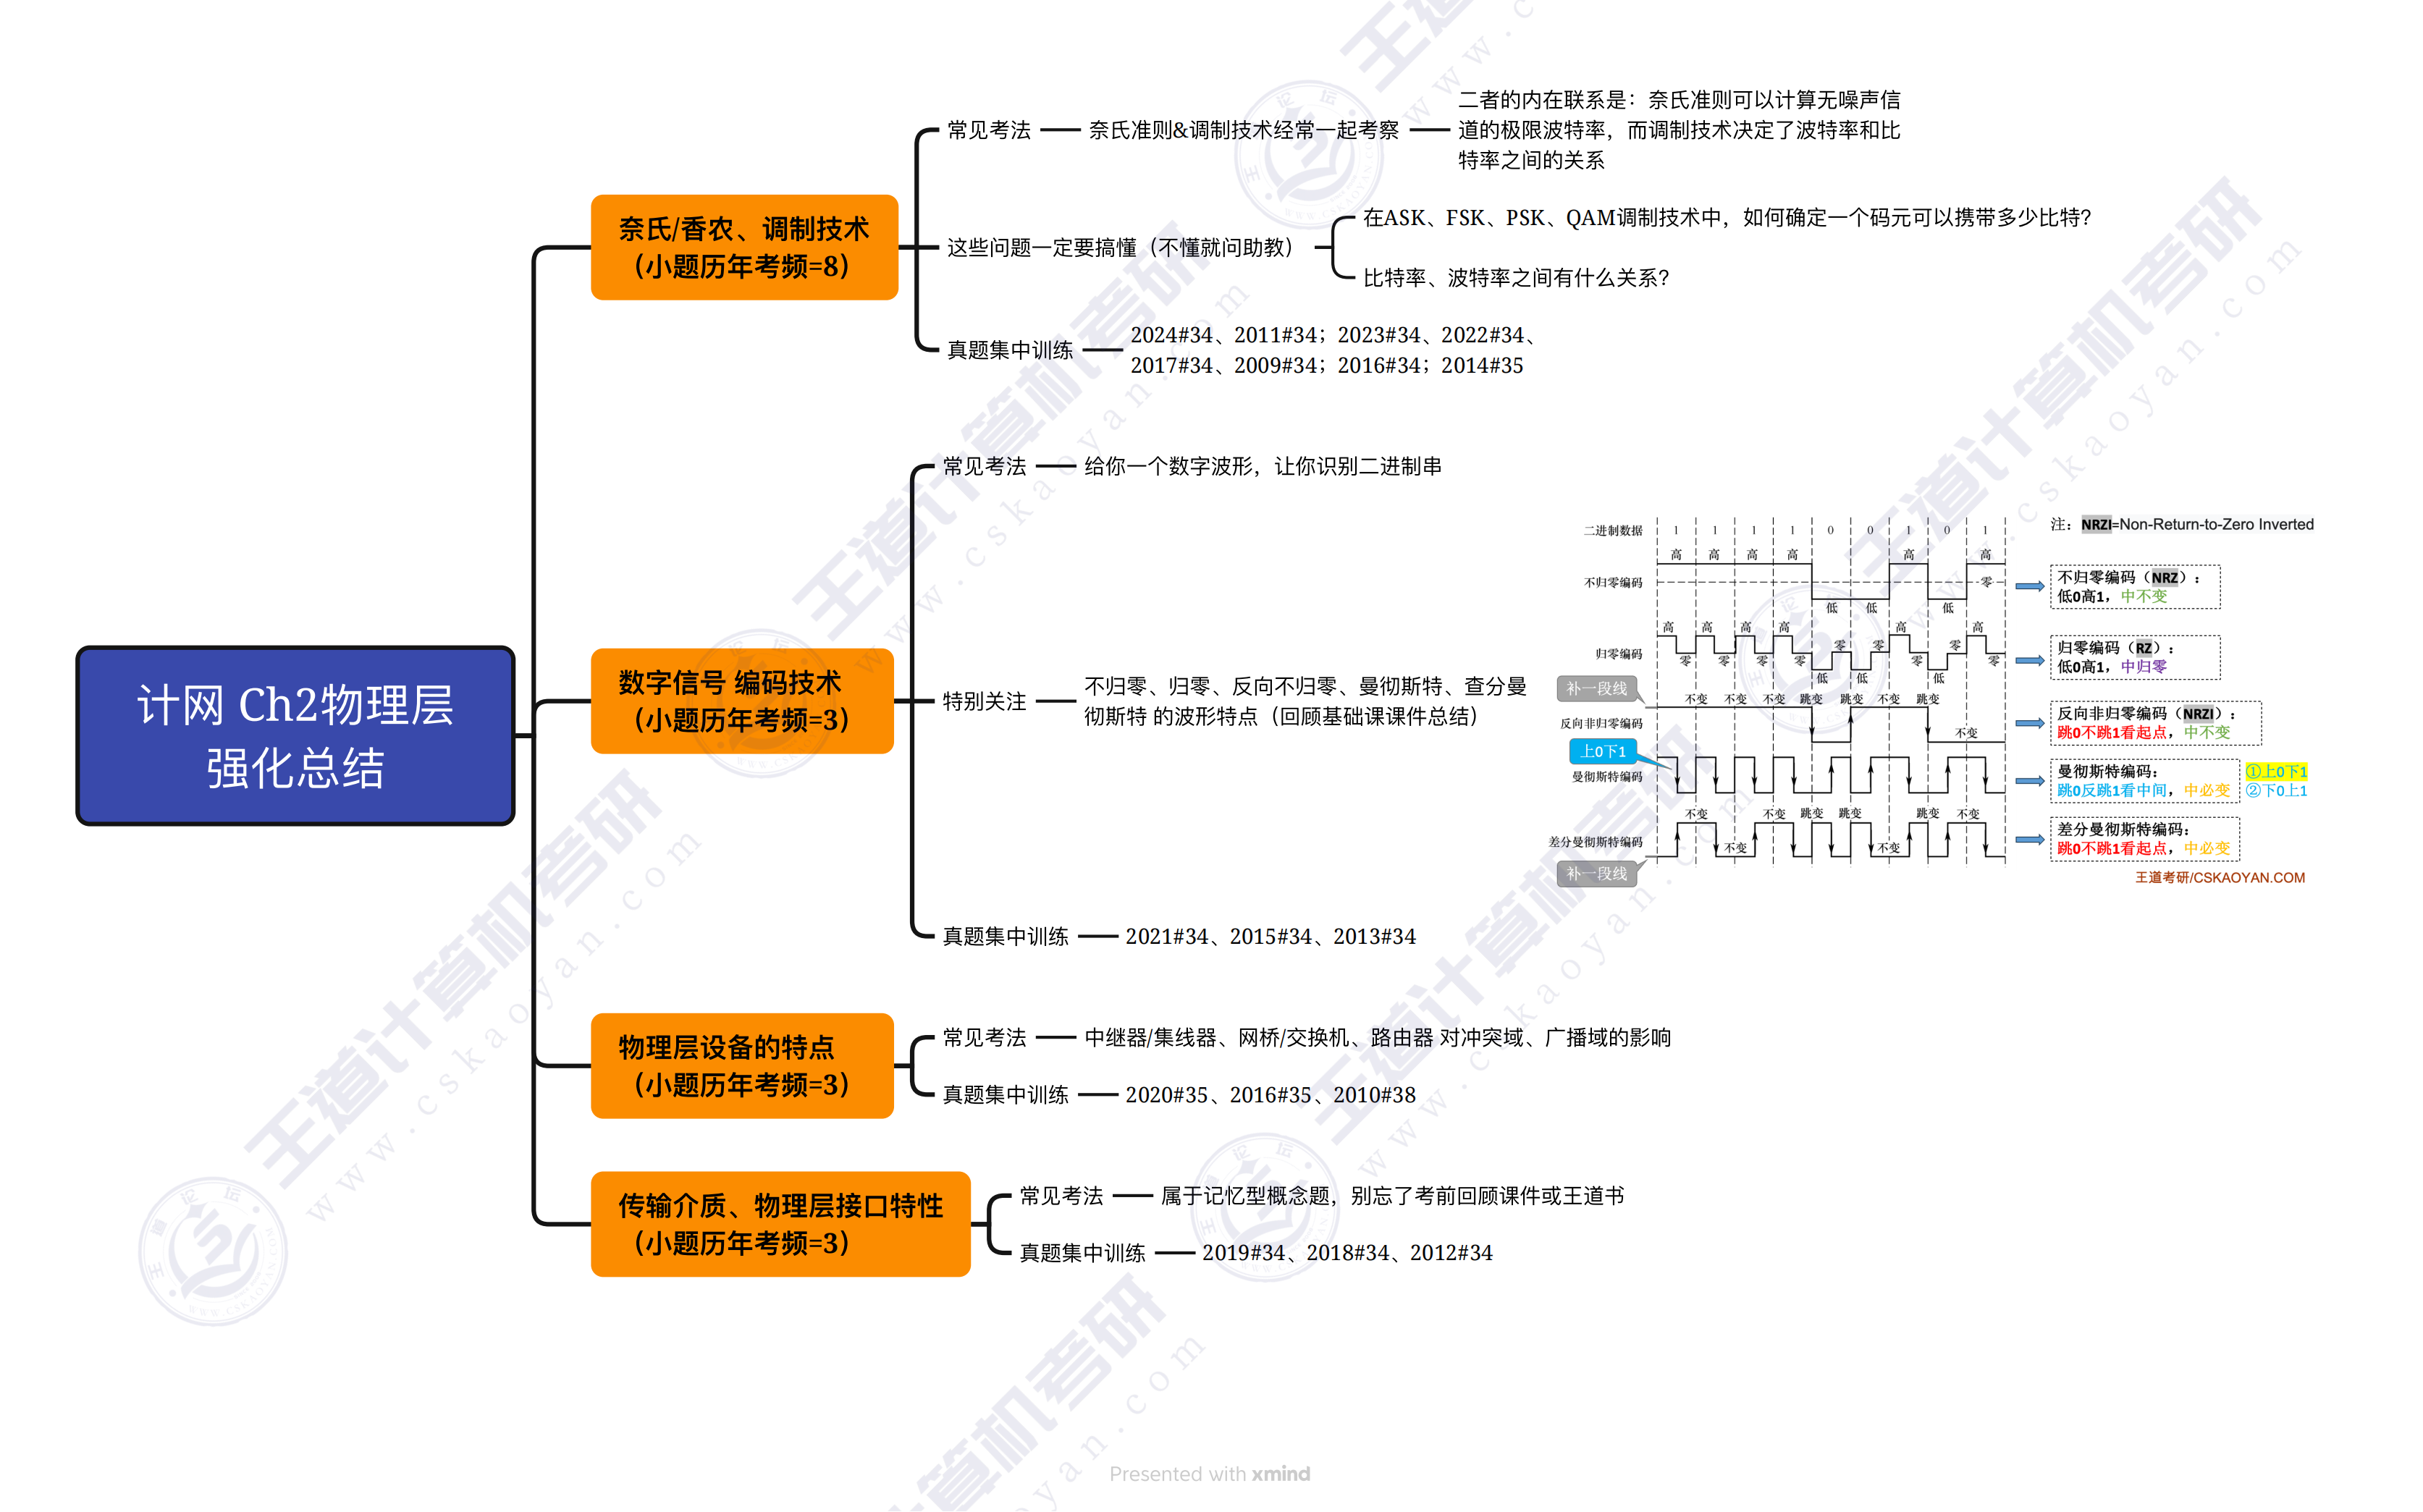 计网 Ch2物理层
强化总结
奈氏/香农、调制技术
（小题历年考频=8）
常见考法
奈氏准则&调制技术经常一起考察
二者的内在联系是：奈氏准则可以计算无噪声信
道的极限波特率，而调制技术决定了波特率和比
特率之间的关系
这些问题一定要搞懂（不懂就问助教）
在ASK、FSK、PSK、QAM调制技术中，如何确定一个码元可以携带多少比特？
比特率、波特率之间有什么关系？
真题集中训练
2024#34、2011#34；2023#34、2022#34、
2017#34、2009#34；2016#34；2014#35
数字信号 编码技术
（小题历年考频=3）
常见考法
给你一个数字波形，让你识别二进制串
特别关注
不归零、归零、反向不归零、曼彻斯特、查分曼
彻斯特 的波形特点（回顾基础课课件总结）
二进制数据 1 1 1 1 0 0 1 0 1
高 高 高 高 高 高
不归零编码
零
低 低 低
高 高 高 高 高 高
归零编码
零 零 零
零 零 零 零 零 零
低 低 低
补一段线
不变 不变 不变 跳变 跳变 不变 跳变
反向非归零编码
不变
上0下1
曼彻斯特编码
不变 不变 跳变 跳变 跳变 不变
差分曼彻斯特编码
不变 不变
补一段线
注：NRZI=Non-Return-to-Zero Inverted
不归零编码（NRZ）：
低0高1，中不变
归零编码（RZ）：
低0高1，中归零
反向非归零编码（NRZI）：
跳0不跳1看起点，中不变
曼彻斯特编码：
跳0反跳1看中间，中必变
①上0下1
②下0上1
差分曼彻斯特编码：
跳0不跳1看起点，中必变
王道考研/CSKAOYAN.COM
真题集中训练
2021#34、2015#34、2013#34
物理层设备的特点
（小题历年考频=3）
常见考法
中继器/集线器、网桥/交换机、路由器 对冲突域、广播域的影响
真题集中训练
2020#35、2016#35、2010#38
传输介质、物理层接口特性
（小题历年考频=3）
常见考法
属于记忆型概念题，别忘了考前回顾课件或王道书
真题集中训练
2019#34、2018#34、2012#34
王道计算机考研
www.cskaoyan.com
Presented with xmind